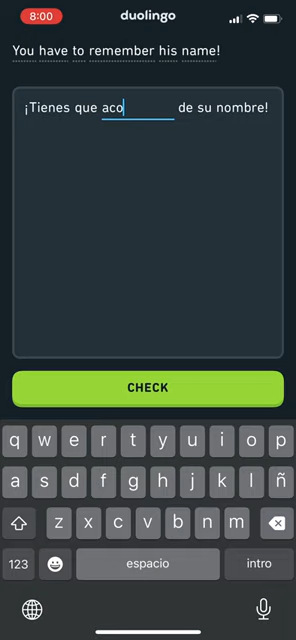 8:00
duolingo
You have to remember his name!
¡Tienes que aco de su nombre!
CHECK
q w e r t y u i o p
a s d f g h j k l ñ
z x c v b n m
123 espacio intro